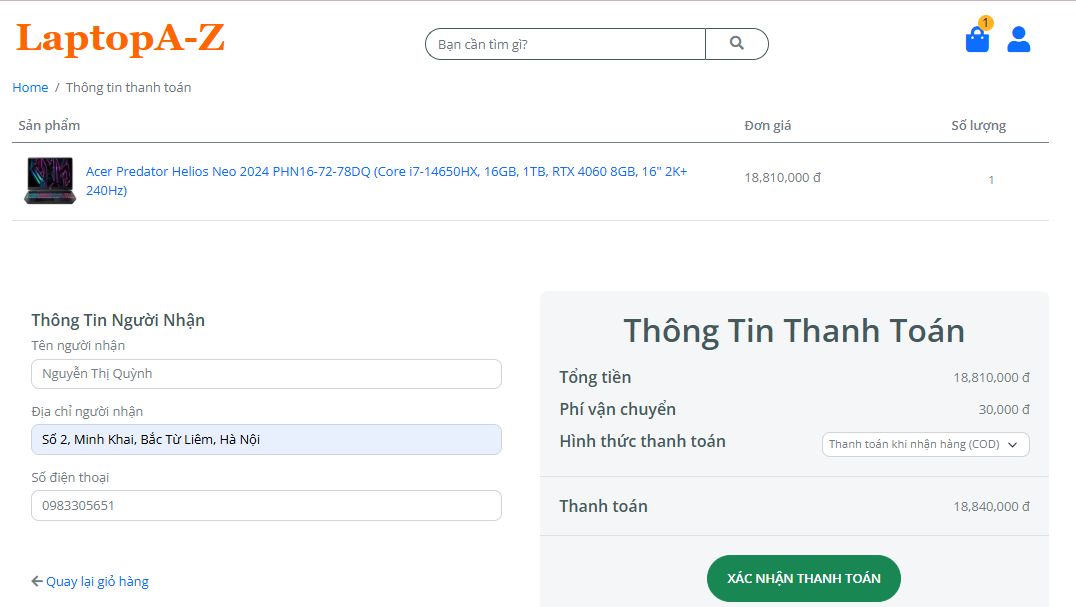 LaptopA-Z
Bạn cần tìm gì?
1
Home / Thông tin thanh toán
Sản phẩm Đơn giá Số lượng
Acer Predator Helios Neo 2024 PHN16-72-78DQ (Core i7-14650HX, 16GB, 1TB, RTX 4060 8GB, 16" 2K+
240Hz)
18,810,000 đ
1
Thông Tin Người Nhận
Tên người nhận
Nguyễn Thị Quỳnh
Địa chỉ người nhận
Số 2, Minh Khai, Bắc Từ Liêm, Hà Nội
Số điện thoại
0983305651
Quay lại giỏ hàng
Thông Tin Thanh Toán
Tổng tiền 18,810,000 đ
Phí vận chuyển 30,000 đ
Hình thức thanh toán Thanh toán khi nhận hàng (COD)
Thanh toán 18,840,000 đ
XÁC NHẬN THANH TOÁN